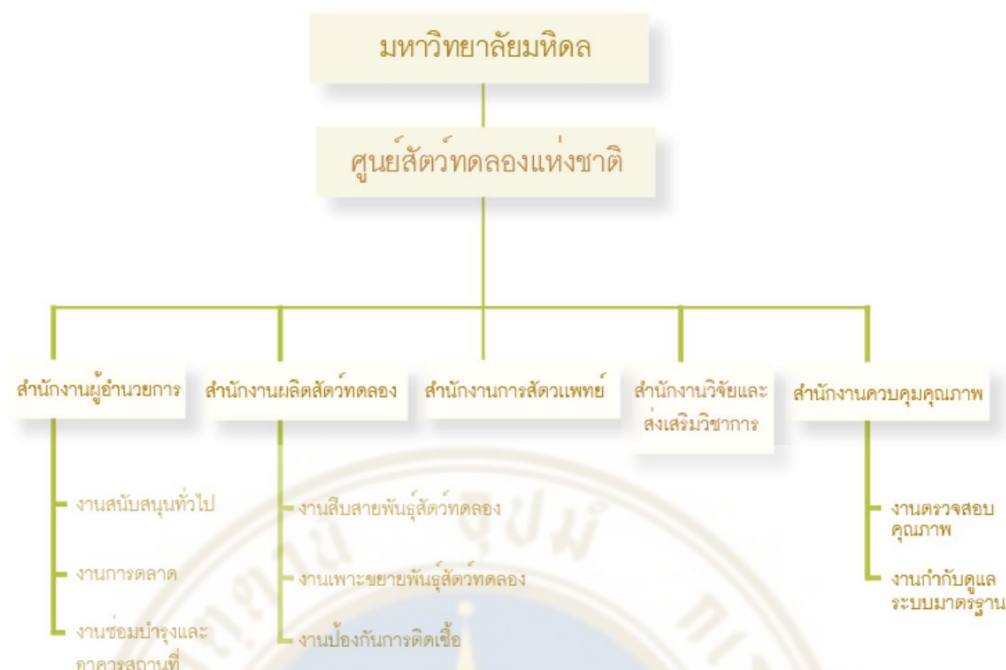 มหาวิทยาลัยมหิดล
ศูนย์สัตว์ทดลองแห่งชาติ
สำนักงานผู้อำนวยการ
งานสนับสนุนทั่วไป
งานการตลาด
งานซ่อมบำรุงและ
อาคารสถานที่
สำนักงานผลิตสัตว์ทดลอง
งานสืบสายพันธุ์สัตว์ทดลอง
งานเพาะขยายพันธุ์สัตว์ทดลอง
งานป้องกันการติดเชื้อ
สำนักงานการสัตวแพทย์
สำนักงานวิจัยและ
ส่งเสริมวิชาการ
สำนักงานควบคุมคุณภาพ
งานตรวจสอบ
คุณภาพ
งานกำกับดูแล
ระบบมาตรฐาน